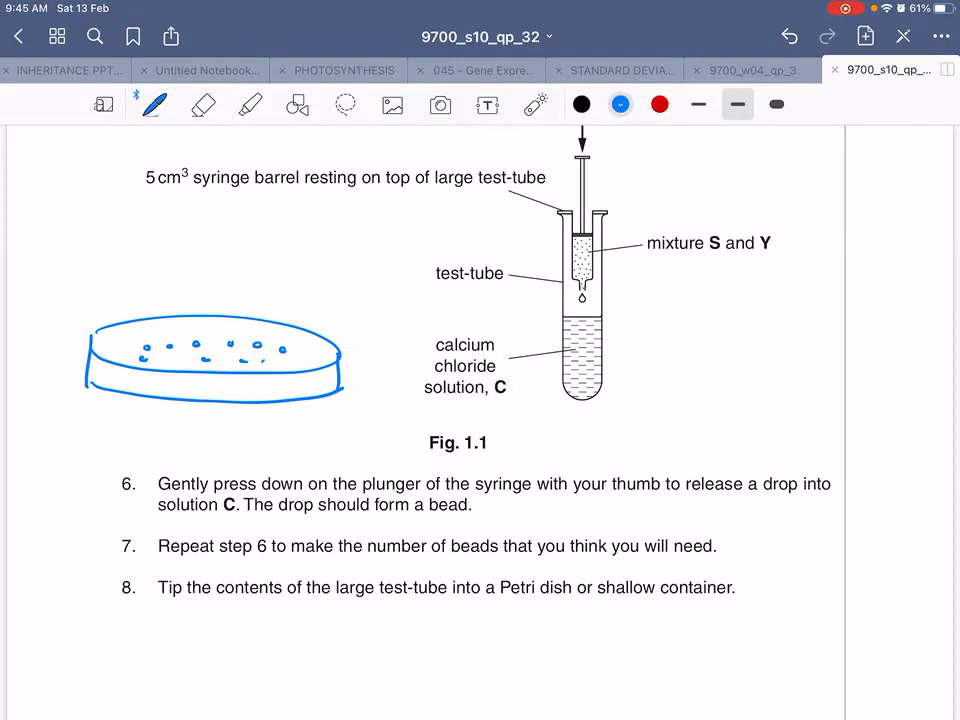 9:45 AM Sat 13 Feb
61%
9700_s10_qp_32
INHERITANCE PPT...
Untitled Notebook...
PHOTOSYNTHESIS
045 - Gene Expre...
STANDARD DEVIA...
9700_w04_qp_3
9700_s10_qp_...
5 cm³ syringe barrel resting on top of large test-tube
mixture S and Y
test-tube
calcium
chloride
solution, C
Fig. 1.1
6. Gently press down on the plunger of the syringe with your thumb to release a drop into
solution C. The drop should form a bead.
7. Repeat step 6 to make the number of beads that you think you will need.
8. Tip the contents of the large test-tube into a Petri dish or shallow container.